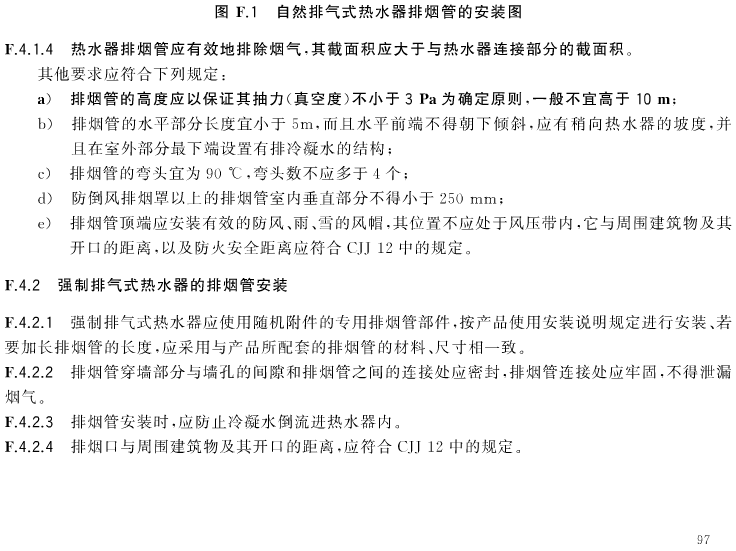 图 F.1 自然排气式热水器排烟管的安装图
F.4.1.4 热水器排烟管应有效地排除烟气,其截面积应大于与热水器连接部分的截面积。
其他要求应符合下列规定:
a) 排烟管的高度应以保证其抽力(真空度)不小于 3 Pa 为确定原则,一般不宜高于 10 m;
b) 排烟管的水平部分长度宜小于 5m,而且水平前端不得朝下倾斜,应有稍向热水器的坡度,并
且在室外部分最下端设置有排冷凝水的结构;
c) 排烟管的弯头宜为 90 ℃,弯头数不应多于 4 个;
d) 防倒风排烟罩以上的排烟管室内垂直部分不得小于 250 mm;
e) 排烟管顶端应安装有效的防风、雨、雪的风帽,其位置不应处于风压带内,它与周围建筑物及其
开口的距离,以及防火安全距离应符合 CJJ 12 中的规定。
F.4.2 强制排气式热水器的排烟管安装
F.4.2.1 强制排气式热水器应使用随机附件的专用排烟管部件,按产品使用安装说明规定进行安装、若
要加长排烟管的长度,应采用与产品所配套的排烟管的材料、尺寸相一致。
F.4.2.2 排烟管穿墙部分与墙孔的间隙和排烟管之间的连接处应密封,排烟管连接处应牢固,不得泄漏
烟气。
F.4.2.3 排烟管安装时,应防止冷凝水倒流进热水器内。
F.4.2.4 排烟口与周围建筑物及其开口的距离,应符合 CJJ 12 中的规定。
97